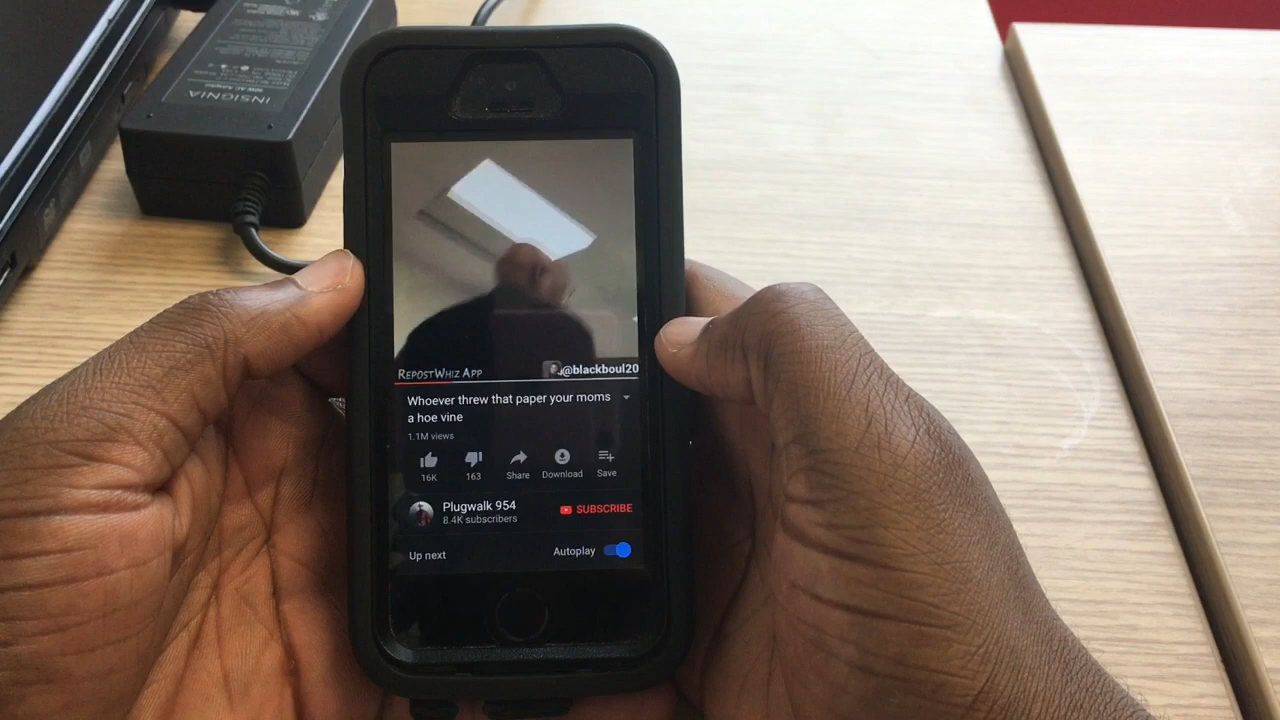 INSIGNIA
REPOSTWHIZ APP
@blackboul20
Whoever threw that paper your moms
a hoe vine
1.1M views
16K
163
Share
Download
Save
Plugwalk 954
8.4K subscribers
SUBSCRIBE
Up next
Autoplay